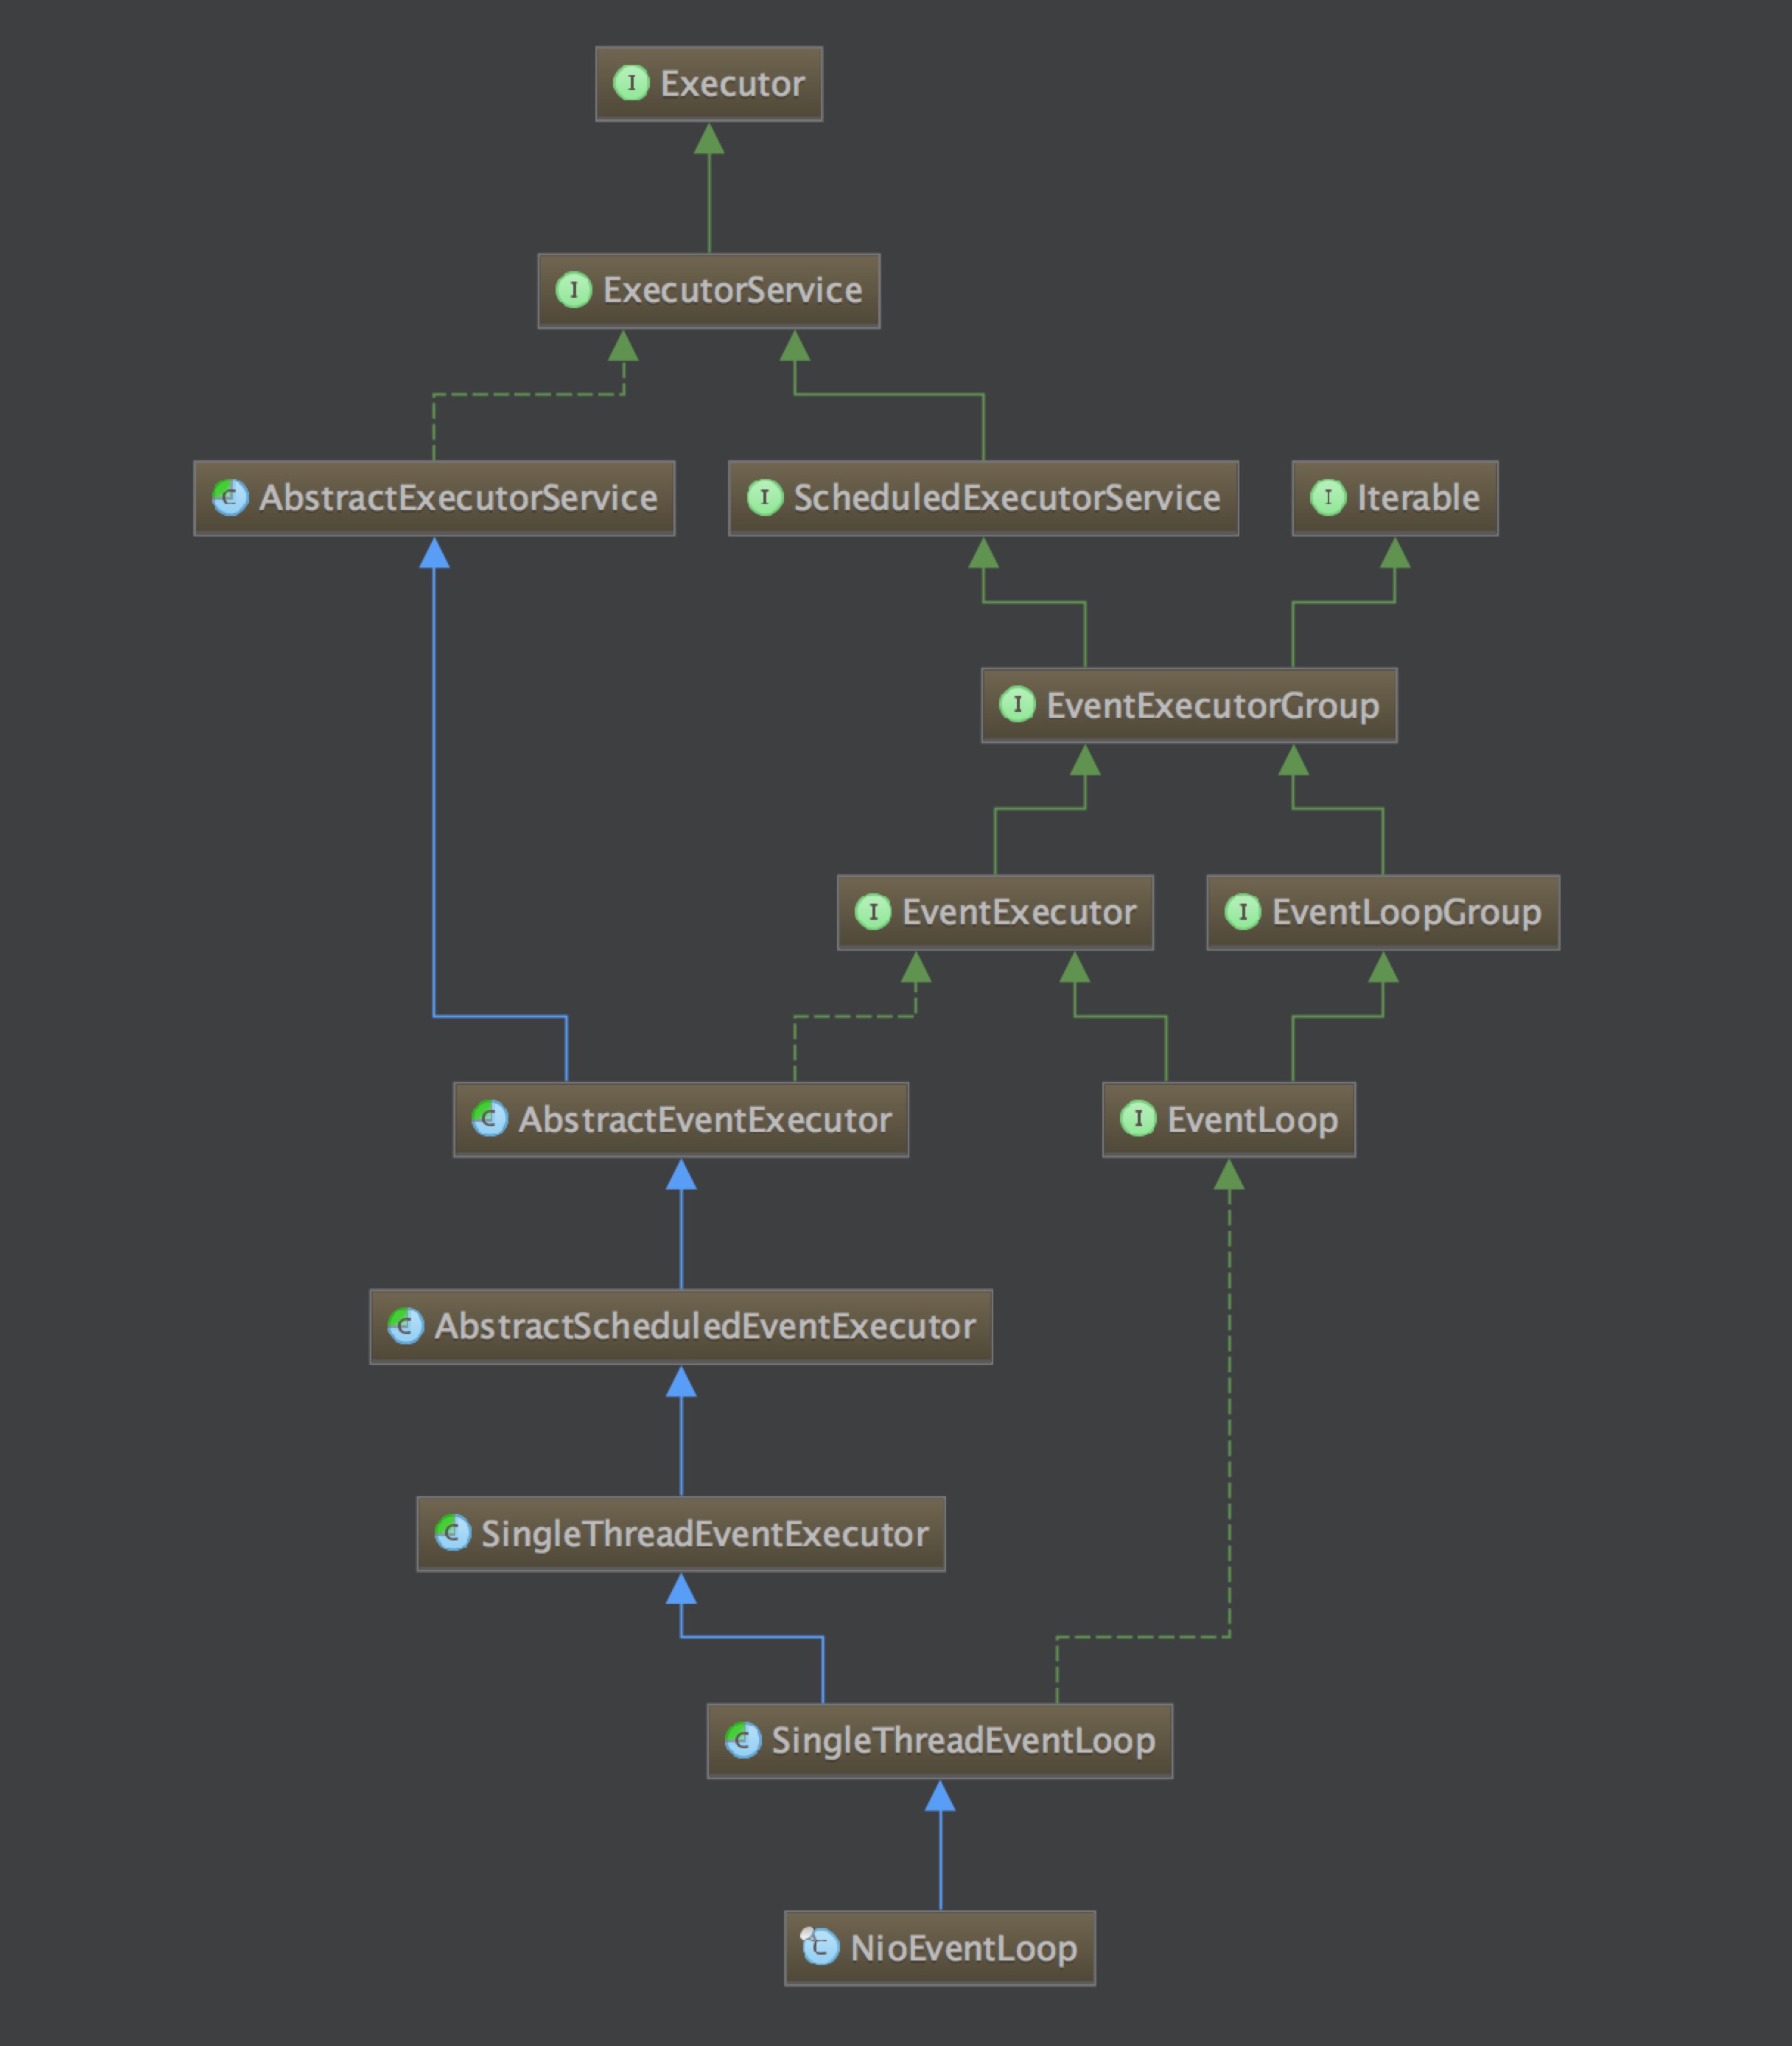 I Executor
I ExecutorService
C AbstractExecutorService
I ScheduledExecutorService
I Iterable
I EventExecutorGroup
I EventExecutor
I EventLoopGroup
C AbstractEventExecutor
I EventLoop
C AbstractScheduledEventExecutor
C SingleThreadEventExecutor
C SingleThreadEventLoop
C NioEventLoop